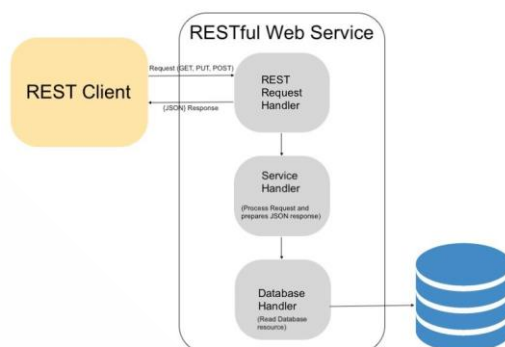 RESTful Web Service
REST Client
Request (GET, PUT, POST)
(JSON) Response
REST
Request
Handler
Service
Handler
(Process Request and
prepares JSON response)
Database
Handler
(Read Database
resource)